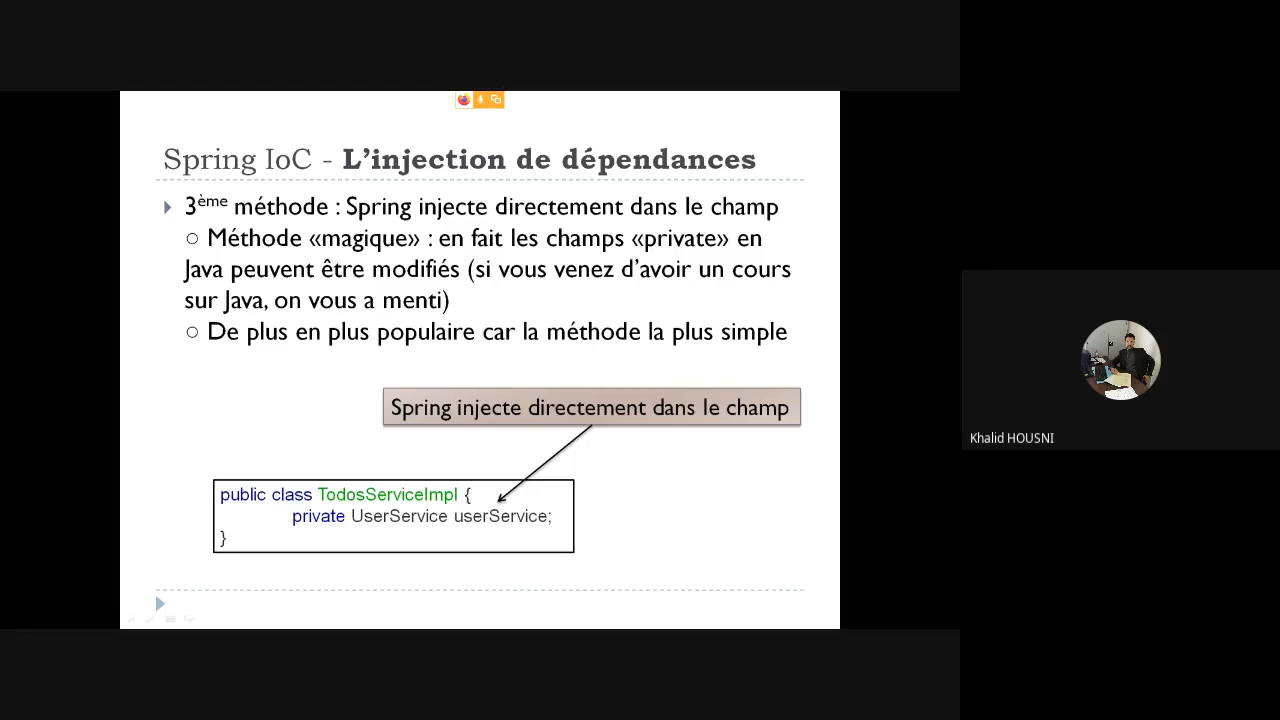 Spring IoC - L’injection de dépendances
3ème méthode : Spring injecte directement dans le champ
○ Méthode «magique» : en fait les champs «private» en
Java peuvent être modifiés (si vous venez d’avoir un cours
sur Java, on vous a menti)
○ De plus en plus populaire car la méthode la plus simple
Spring injecte directement dans le champ
public class TodosServiceImpl {
private UserService userService;
}
Khalid HOUSNI